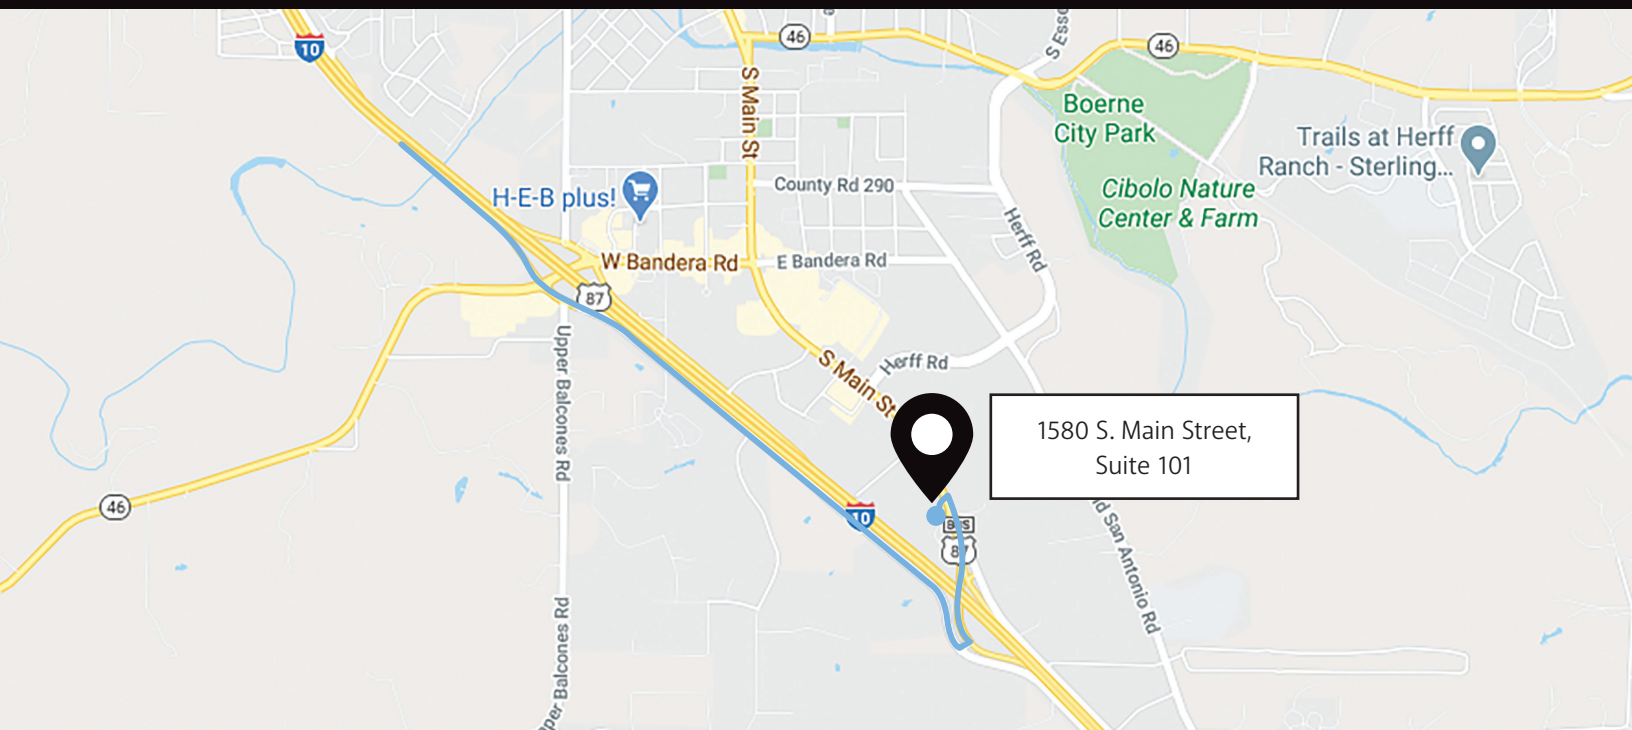 10
46
46
S Esso
S Main St
Boerne
City Park
Trails at Herff
Ranch - Sterling...
H-E-B plus!
County Rd 290
Cibolo Nature
Center & Farm
Herff Rd
W Bandera Rd
E Bandera Rd
87
Upper Balcones Rd
S Main St
Herff Rd
1580 S. Main Street,
Suite 101
46
10
BUS
87
d San Antonio Rd
per Balcones Rd